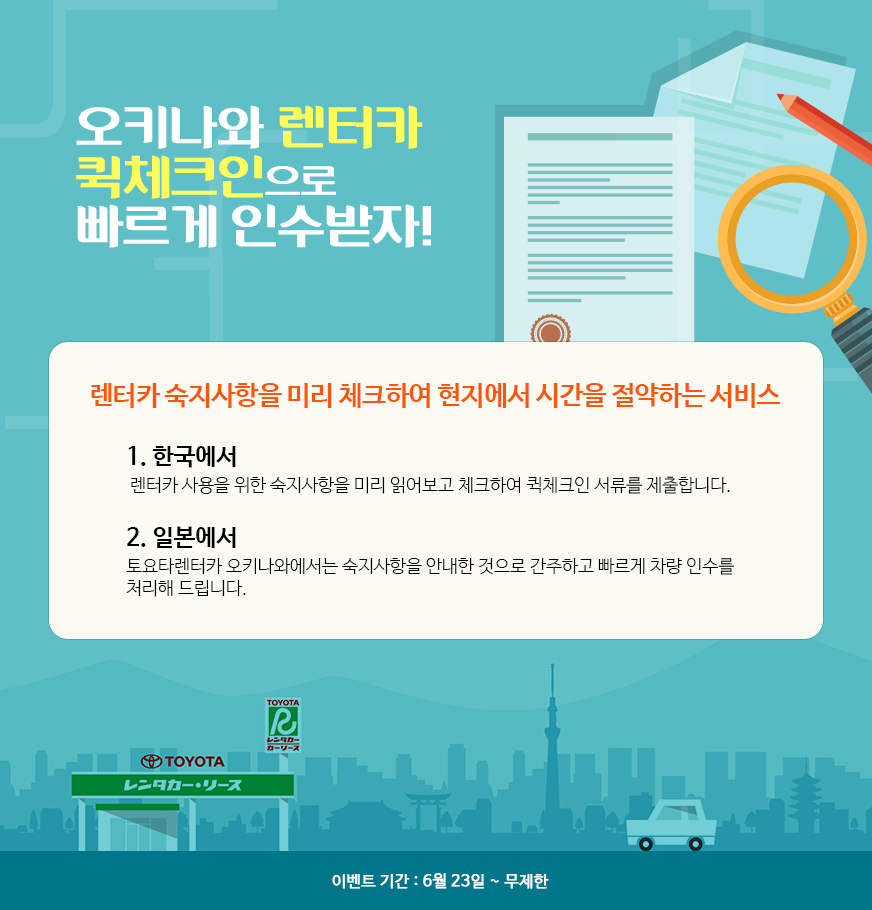 오키나와 렌터카
퀵체크인으로
빠르게 인수받자!
렌터카 숙지사항을 미리 체크하여 현지에서 시간을 절약하는 서비스
1. 한국에서
렌터카 사용을 위한 숙지사항을 미리 읽어보고 체크하여 퀵체크인 서류를 제출합니다.
2. 일본에서
토요타렌터카 오키나와에서는 숙지사항을 안내한 것으로 간주하고 빠르게 차량 인수를
처리해 드립니다.
TOYOTA
R
レンタカー
カーリース
TOYOTA
レンタカー・リース
이벤트 기간 : 6월 23일 ~ 무제한